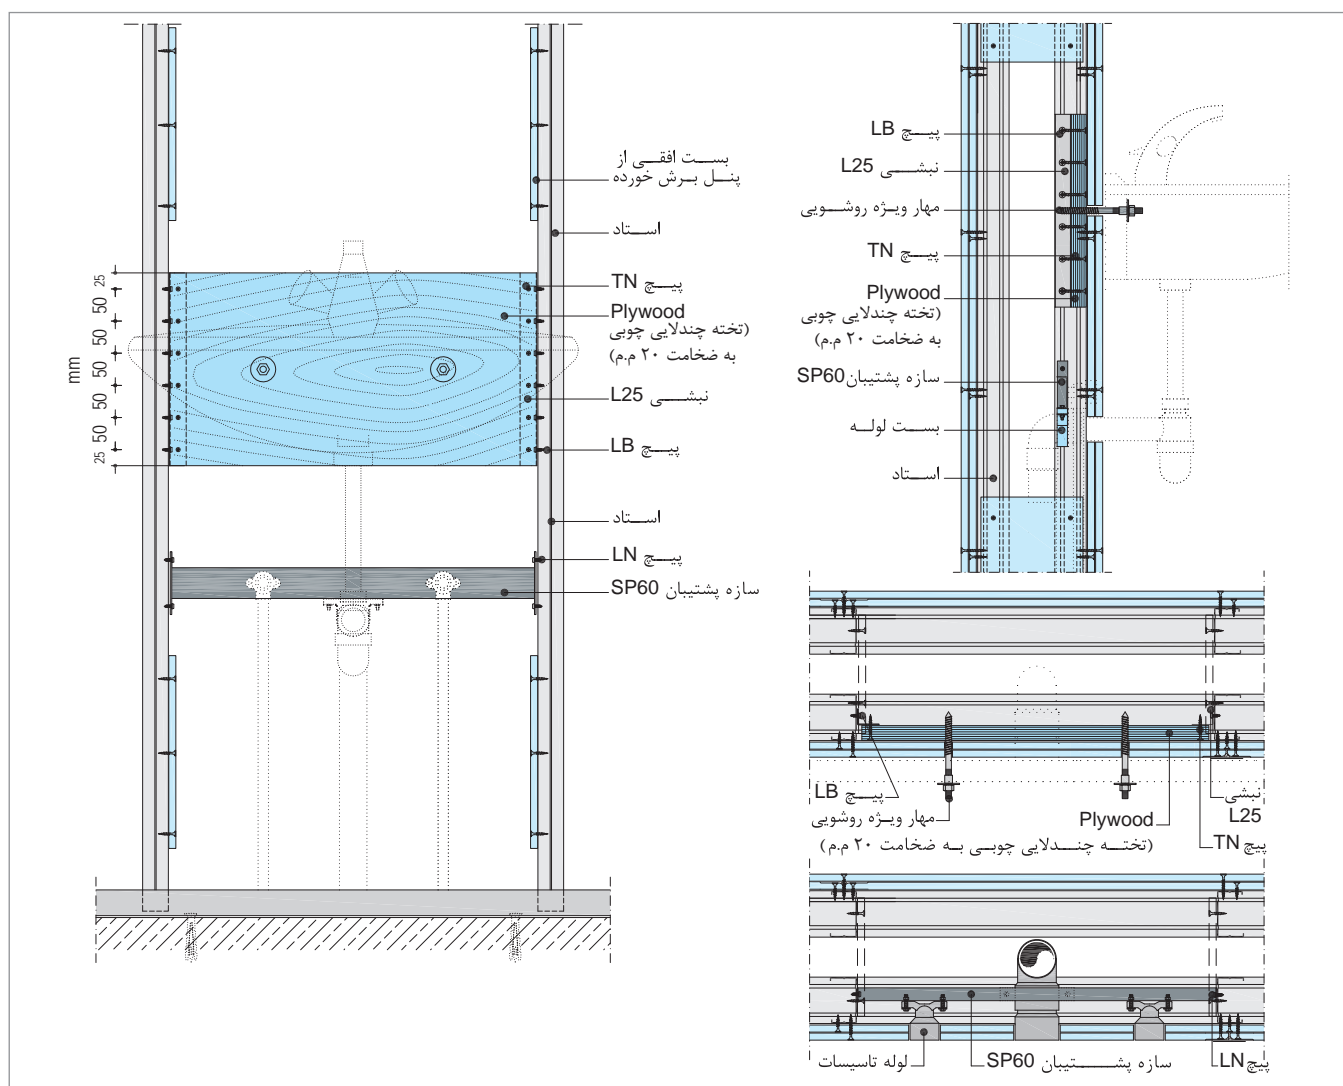 بست افقی از
پنل برش خورده
استاد
پیچ TN
Plywood
(تخته چندلایی چوبی
به ضخامت ۲۰ م.م)
نبشی L25
پیچ LB
استاد
پیچ LN
سازه پشتیبان SP60
25
50
50
50
50
50
25
mm
پیچ LB
نبشی L25
مهار ویژه روشویی
پیچ TN
Plywood
(تخته چندلایی چوبی
به ضخامت ۲۰ م.م)
سازه پشتیبان SP60
بست لوله
استاد
پیچ LB
مهار ویژه روشویی
Plywood
(تخته چندلایی چوبی به ضخامت ۲۰ م.م)
نبشی
L25
پیچ TN
لوله تاسیسات
سازه پشتیبان SP60
پیچ LN